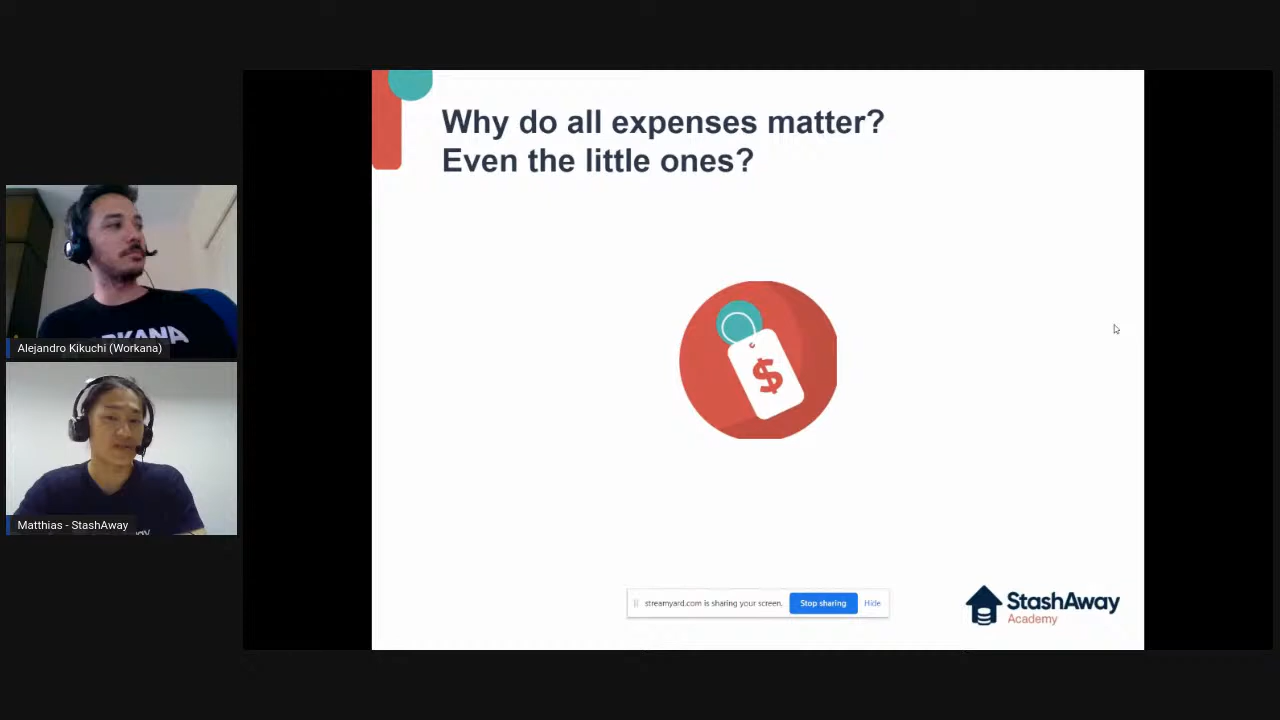 Why do all expenses matter?
Even the little ones?
$
RKANA
Alejandro Kikuchi (Workana)
Matthias - StashAway
streamyard.com is sharing your screen.
Stop sharing
Hide
StashAway
Academy